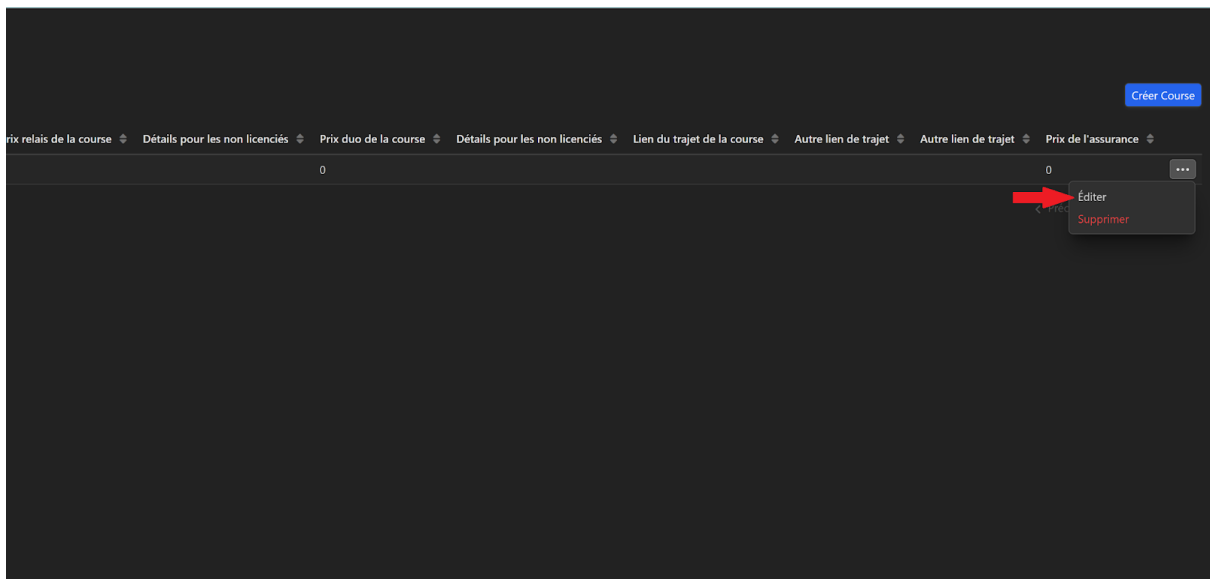 Créer Course
rix relais de la course Détails pour les non licenciés Prix duo de la course Détails pour les non licenciés Lien du trajet de la course Autre lien de trajet Autre lien de trajet Prix de l'assurance
0 0 •••
Éditer
Préc
Supprimer